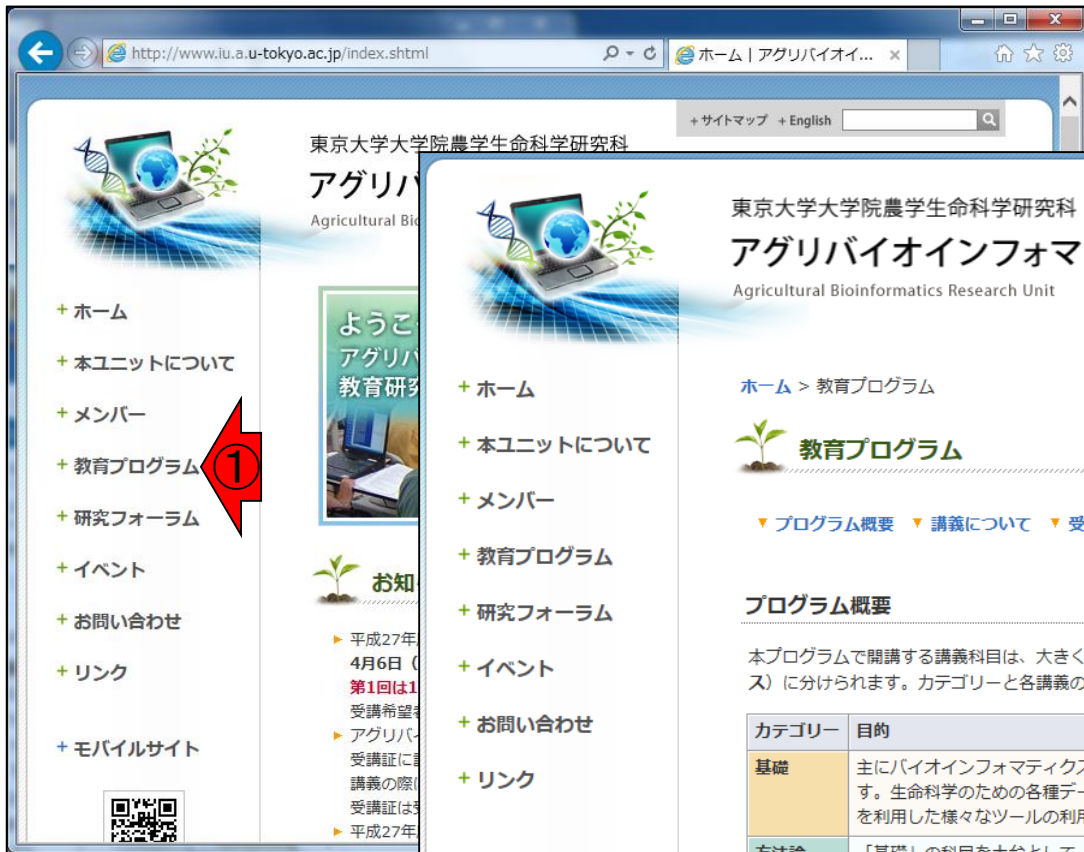 http://www.iu.a.u-tokyo.ac.jp/index.shtml
ホーム | アグリバイオイ...
+ サイトマップ + English
東京大学大学院農学生命科学研究科
アグリバ
Agricultural Bio
+ ホーム
+ 本ユニットについて
+ メンバー
+ 教育プログラム
①
+ 研究フォーラム
+ イベント
+ お問い合わせ
+ リンク
+ モバイルサイト
ようこそ
アグリバ
教育研究
お知
平成27年
4月6日（
第1回は1
受講希望
アグリバイ
受講証に
講義の際
受講証は
平成27年
東京大学大学院農学生命科学研究科
アグリバイオインフォマ
Agricultural Bioinformatics Research Unit
+ ホーム
+ 本ユニットについて
+ メンバー
+ 教育プログラム
+ 研究フォーラム
+ イベント
+ お問い合わせ
+ リンク
ホーム > 教育プログラム
教育プログラム
プログラム概要 講義について 受
プログラム概要
本プログラムで開講する講義科目は、大きく
ス）に分けられます。カテゴリーと各講義の
カテゴリー 目的
基礎 主にバイオインフォマティクス
す。生命科学のための各種デー
を利用した様々なツールの利用
方法論 「基礎」の科目を土台として